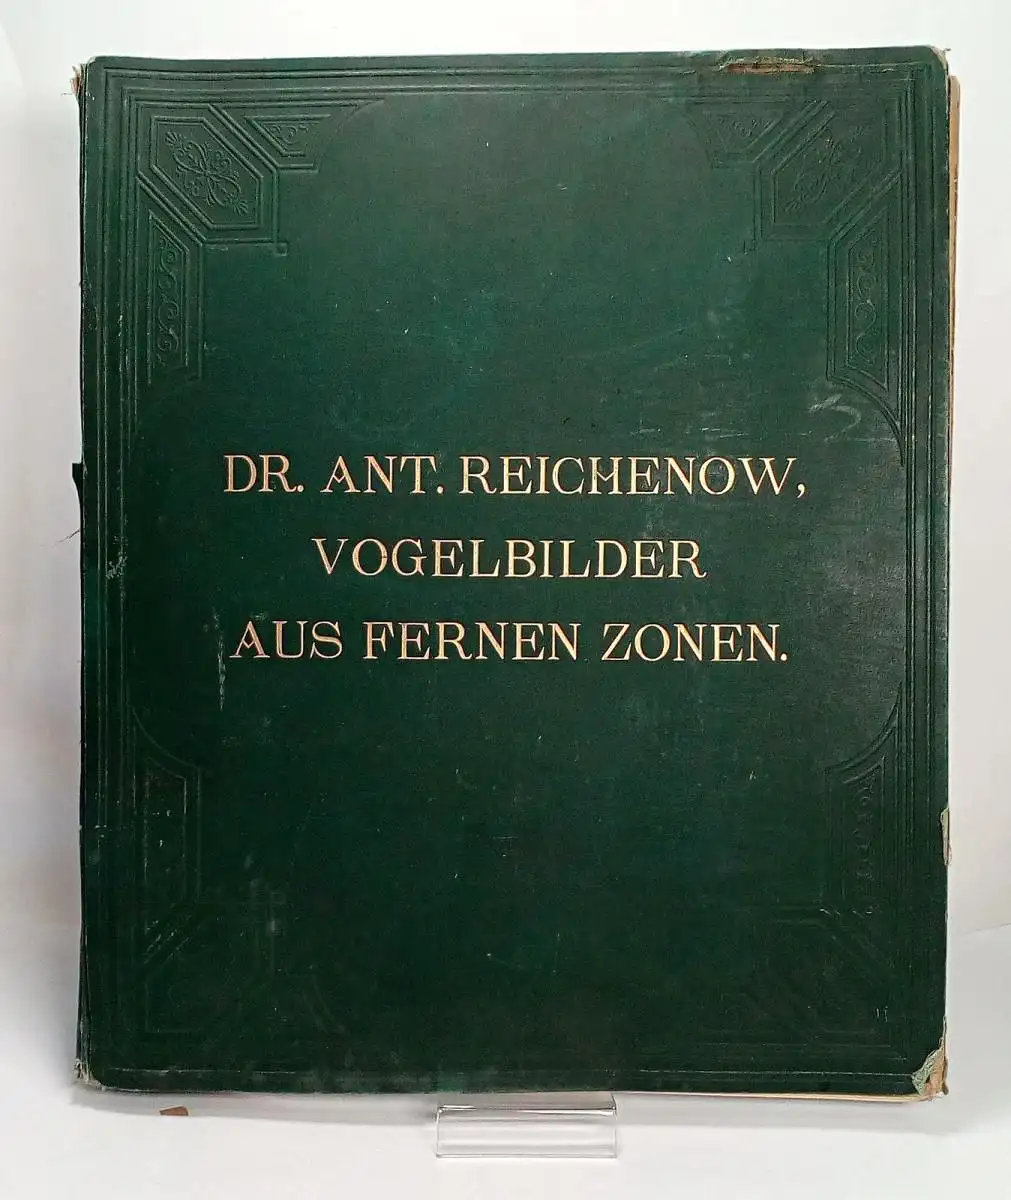 DR. ANT. REICHENOW,
VOGELBILDER
AUS FERNEN ZONEN.